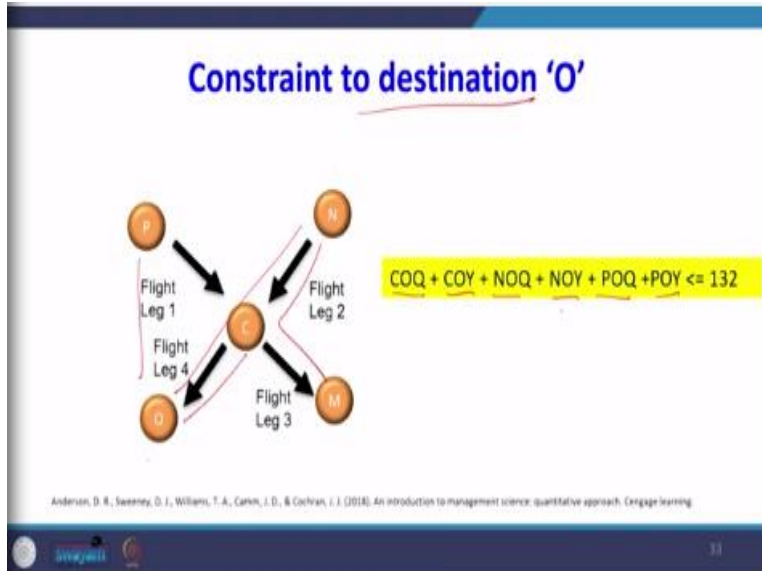 Constraint to destination 'O'
P
N
Flight
Leg 1
Flight
Leg 2
COQ + COY + NOQ + NOY + POQ +POY <= 132
C
Flight
Leg 4
Flight
Leg 3
O
M
Anderson, D. R., Sweeney, D. J., Williams, T. A., Camm, J. D., & Cochran, J. J. (2018). An introduction to management science: quantitative approach. Cengage learning.
swayam
33